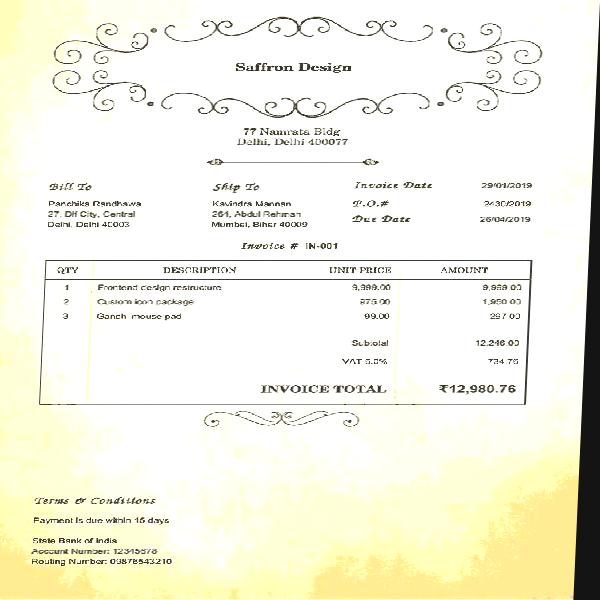 Saffron Design
77 Namrata Bldg
Delhi, Delhi 400077
Bill To
Panchika Randhawa
27, Dlf City, Central
Delhi, Delhi 40003
Ship To
Kavindra Mannan
264, Abdul Rehman
Mumbai, Bihar 40009
Invoice Date 29/01/2019
P.O.# 2430/2019
Due Date 26/04/2019
Invoice # IN-001
QTY DESCRIPTION UNIT PRICE AMOUNT
1 Frontend design restructure 9,999.00 9,999.00
2 Custom icon package 975.00 1,950.00
3 Gandhi mouse pad 99.00 297.00
Subtotal 12,246.00
VAT 6.0% 734.76
INVOICE TOTAL ₹12,980.76
Terms & Conditions
Payment is due within 15 days
State Bank of India
Account Number: 12345678
Routing Number: 09876543210